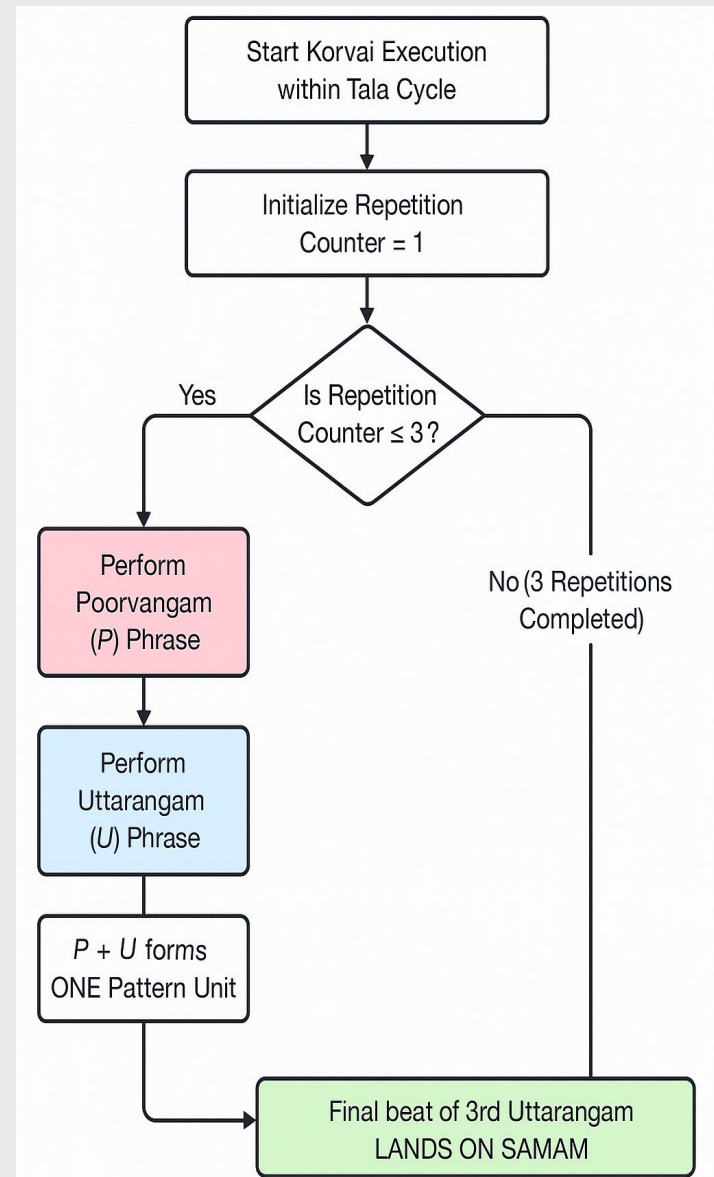 Start Korvai Execution
within Tala Cycle
Initialize Repetition
Counter = 1
Is Repetition
Counter ≤ 3?
Yes
Perform
Poorvangam
(P) Phrase
No (3 Repetitions
Completed)
Perform
Uttarangam
(U) Phrase
P + U forms
ONE Pattern Unit
Final beat of 3rd Uttarangam
LANDS ON SAMAM